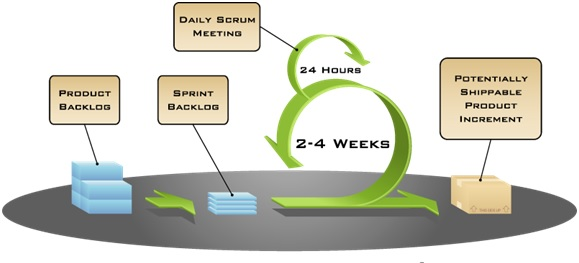 Daily Scrum
Meeting
24 Hours
Product
Backlog
Sprint
Backlog
Potentially
Shippable
Product
Increment
2-4 Weeks